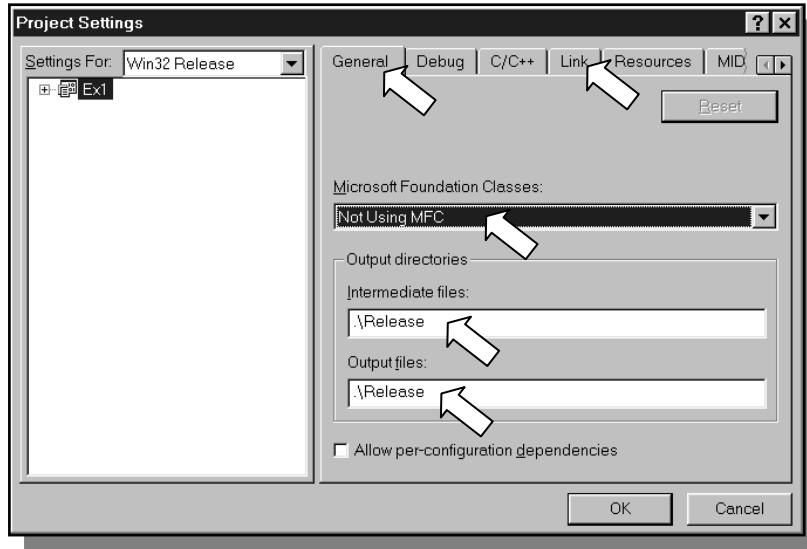 Project Settings
Settings For: Win32 Release
Ex1
General Debug C/C++ Link Resources MID
Reset
Microsoft Foundation Classes:
Not Using MFC
Output directories
Intermediate files:
.\Release
Output files:
.\Release
Allow per-configuration dependencies
OK Cancel